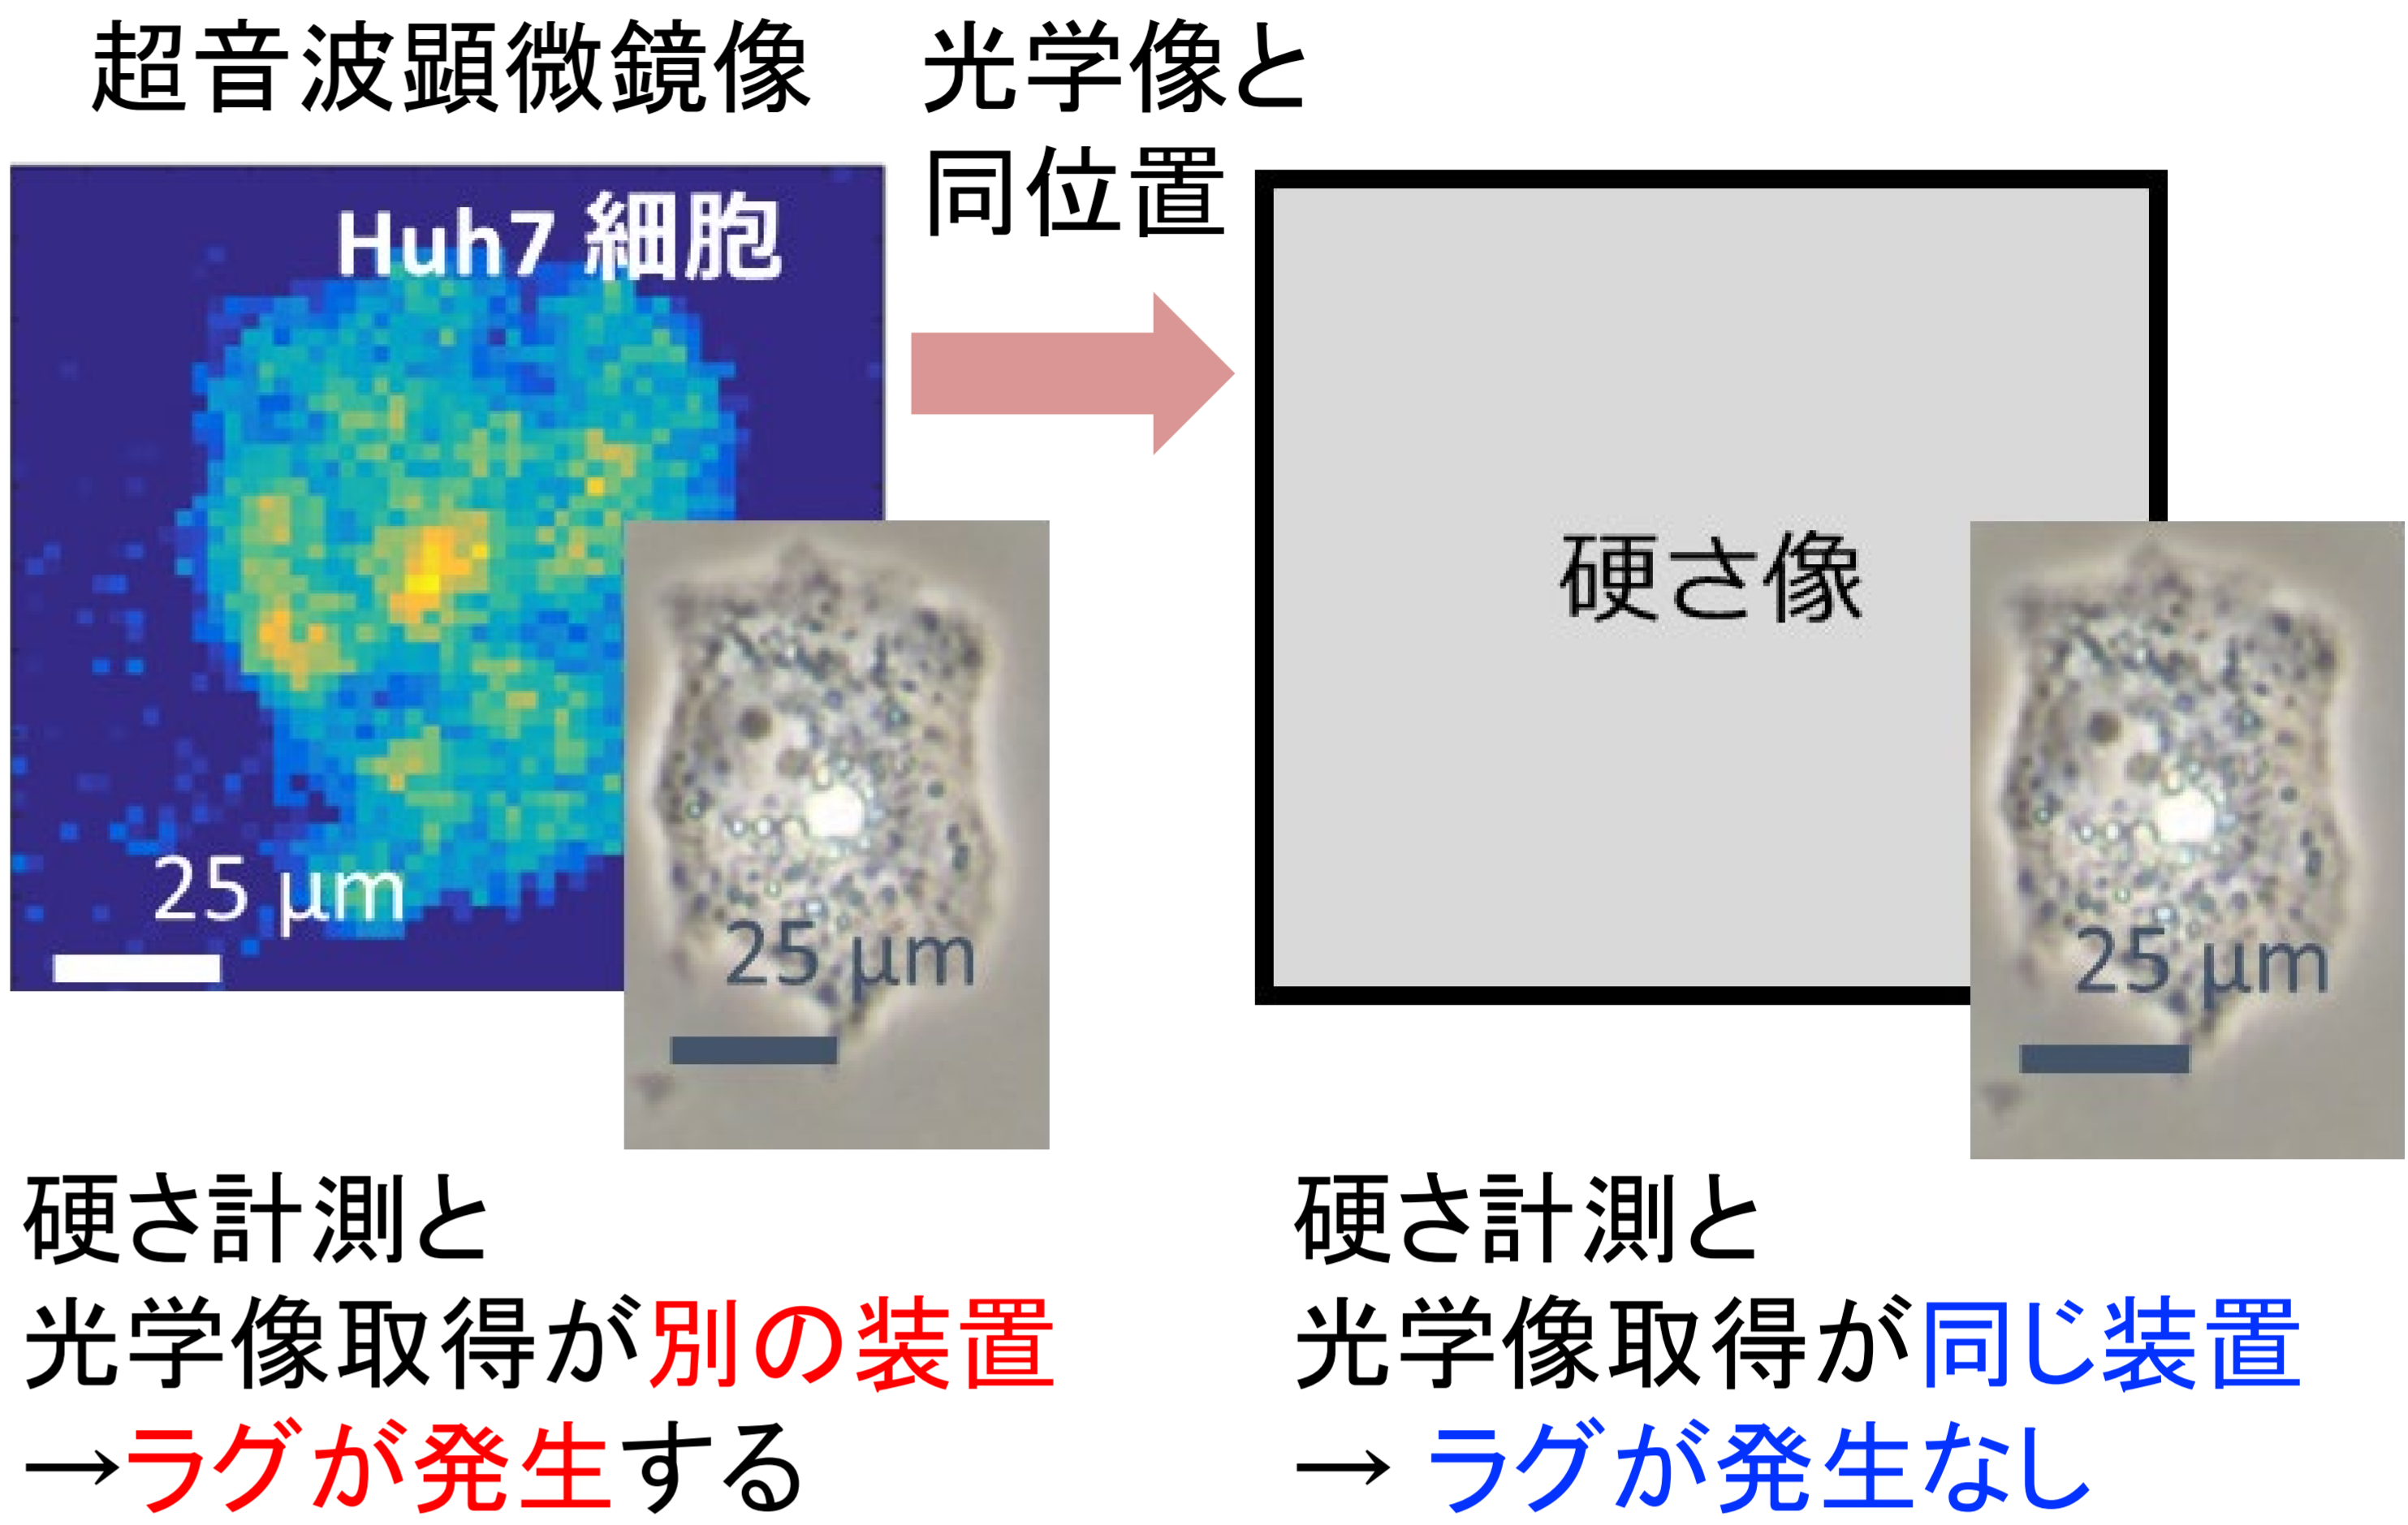 超音波顕微鏡像
光学像と
同位置
Huh7 細胞
25 μm
25 μm
硬さ像
25 μm
硬さ計測と
光学像取得が別の装置
→ラグが発生する
硬さ計測と
光学像取得が同じ装置
→ ラグが発生なし